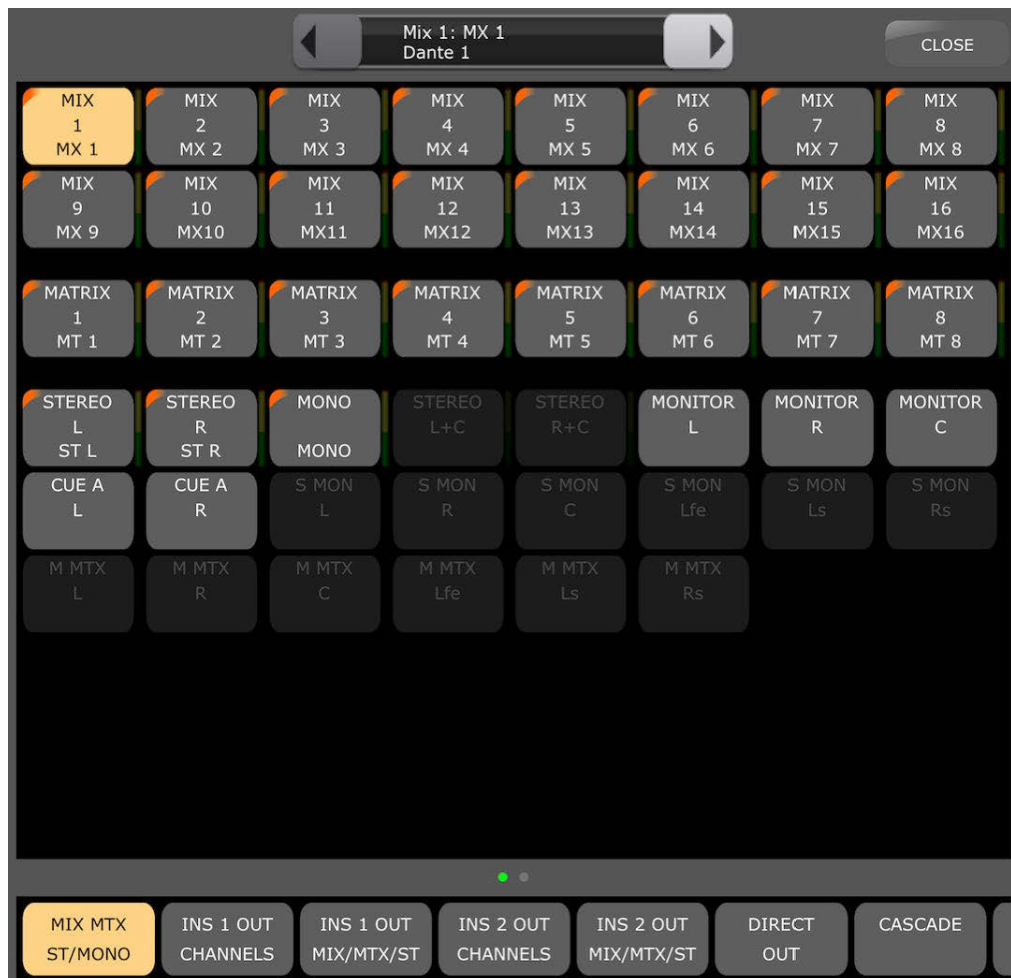 Mix 1: MX 1
Dante 1
CLOSE
MIX MIX MIX MIX MIX MIX MIX MIX
1 2 3 4 5 6 7 8
MX 1 MX 2 MX 3 MX 4 MX 5 MX 6 MX 7 MX 8
MIX MIX MIX MIX MIX MIX MIX MIX
9 10 11 12 13 14 15 16
MX 9 MX10 MX11 MX12 MX13 MX14 MX15 MX16
MATRIX MATRIX MATRIX MATRIX MATRIX MATRIX MATRIX MATRIX
1 2 3 4 5 6 7 8
MT 1 MT 2 MT 3 MT 4 MT 5 MT 6 MT 7 MT 8
STEREO STEREO MONO STEREO STEREO MONITOR MONITOR MONITOR
L R L+C R+C L R C
ST L ST R MONO
CUE A CUE A S MON S MON S MON S MON S MON S MON
L R L R C Lfe Ls Rs
M MTX M MTX M MTX M MTX M MTX M MTX
L R C Lfe Ls Rs
MIX MTX INS 1 OUT INS 1 OUT INS 2 OUT INS 2 OUT DIRECT CASCADE
ST/MONO CHANNELS MIX/MTX/ST CHANNELS MIX/MTX/ST OUT